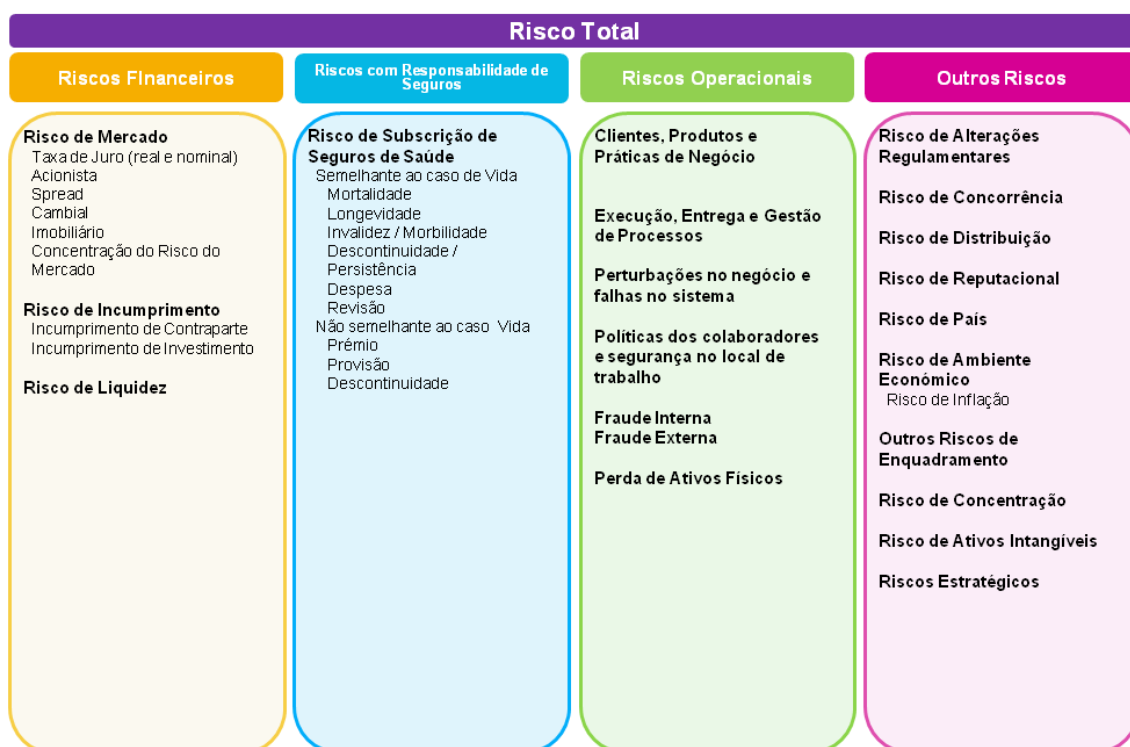 Risco Total
Riscos FInanceiros
Risco de Mercado
Taxa de Juro (real e nominal)
Acionista
Spread
Cambial
Imobiliário
Concentração do Risco do
Mercado
Risco de Incumprimento
Incumprimento de Contraparte
Incumprimento de Investimento
Risco de Liquidez
Riscos com Responsabilidade de
Seguros
Risco de Subscrição de
Seguros de Saúde
Semelhante ao caso de Vida
Mortalidade
Longevidade
Invalidez / Morbilidade
Descontinuidade /
Persistência
Despesa
Revisão
Não semelhante ao caso Vida
Prémio
Provisão
Descontinuidade
Riscos Operacionais
Clientes, Produtos e
Práticas de Negócio
Execução, Entrega e Gestão
de Processos
Perturbações no negócio e
falhas no sistema
Políticas dos colaboradores
e segurança no local de
trabalho
Fraude Interna
Fraude Externa
Perda de Ativos Físicos
Outros Riscos
Risco de Alterações
Regulamentares
Risco de Concorrência
Risco de Distribuição
Risco de Reputacional
Risco de País
Risco de Ambiente
Económico
Risco de Inflação
Outros Riscos de
Enquadramento
Risco de Concentração
Risco de Ativos Intangíveis
Riscos Estratégicos